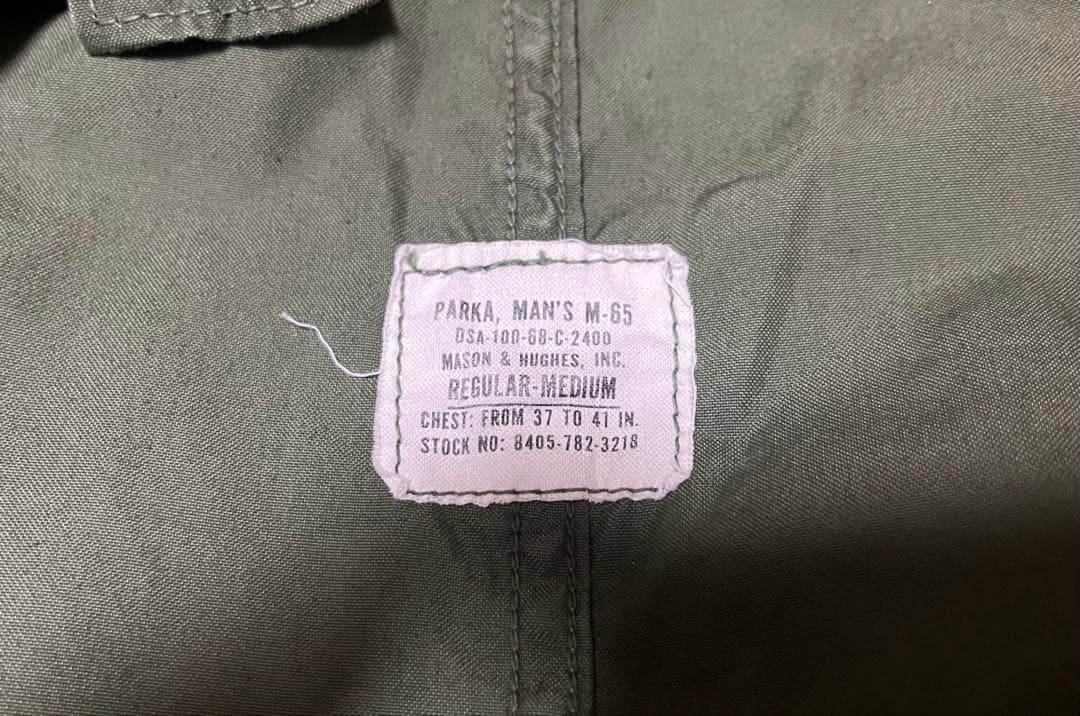 PARKA, MAN'S M-65
DSA-100-68-C-2400
MASON & HUGHES, INC.
REGULAR-MEDIUM
CHEST: FROM 37 TO 41 IN.
STOCK NO: 8405-782-3218